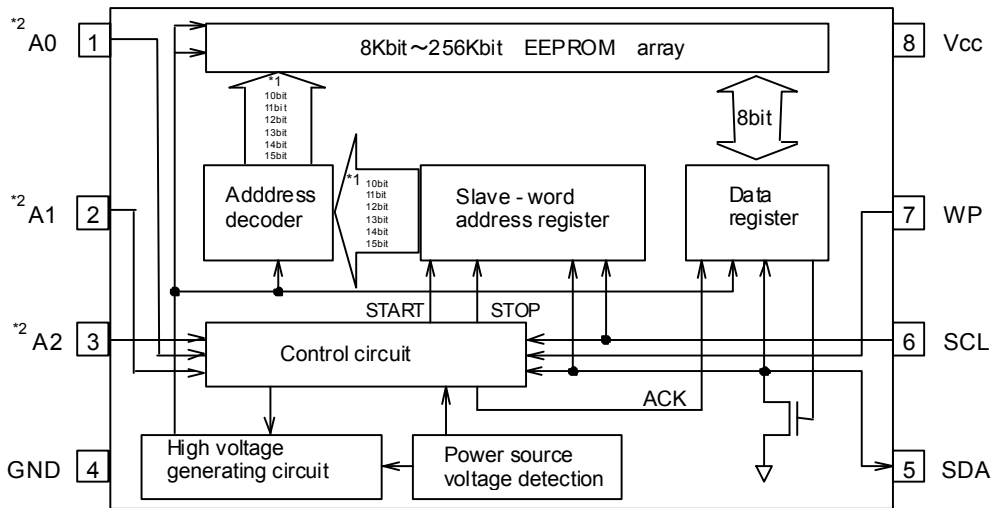 *2 A0 1
8Kbit～256Kbit EEPROM array
8 Vcc
*1
10bit
11bit
12bit
13bit
14bit
15bit
8bit
*2 A1 2
Adddress
decoder
*1
10bit
11bit
12bit
13bit
14bit
15bit
Slave - word
address register
Data
register
7 WP
START STOP
*2 A2 3
Control circuit
6 SCL
ACK
GND 4
High voltage
generating circuit
Power source
voltage detection
5 SDA